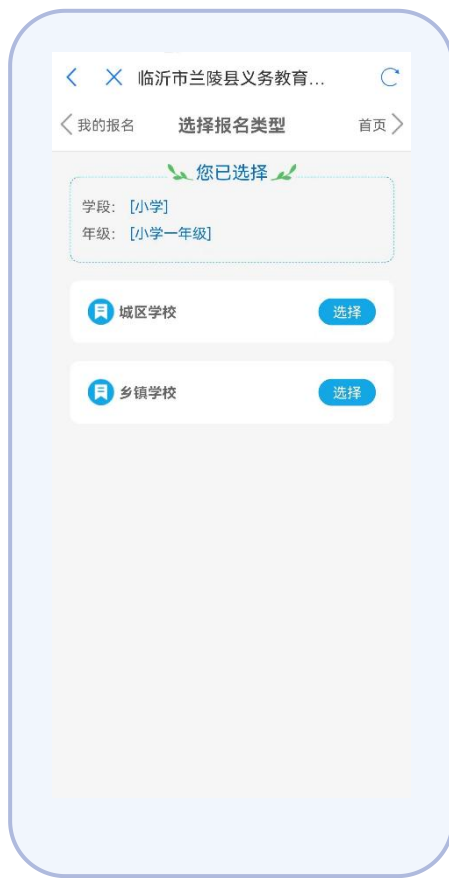 临沂市兰陵县义务教育...
我的报名 选择报名类型 首页
您已选择
学段: [小学]
年级: [小学一年级]
城区学校 选择
乡镇学校 选择